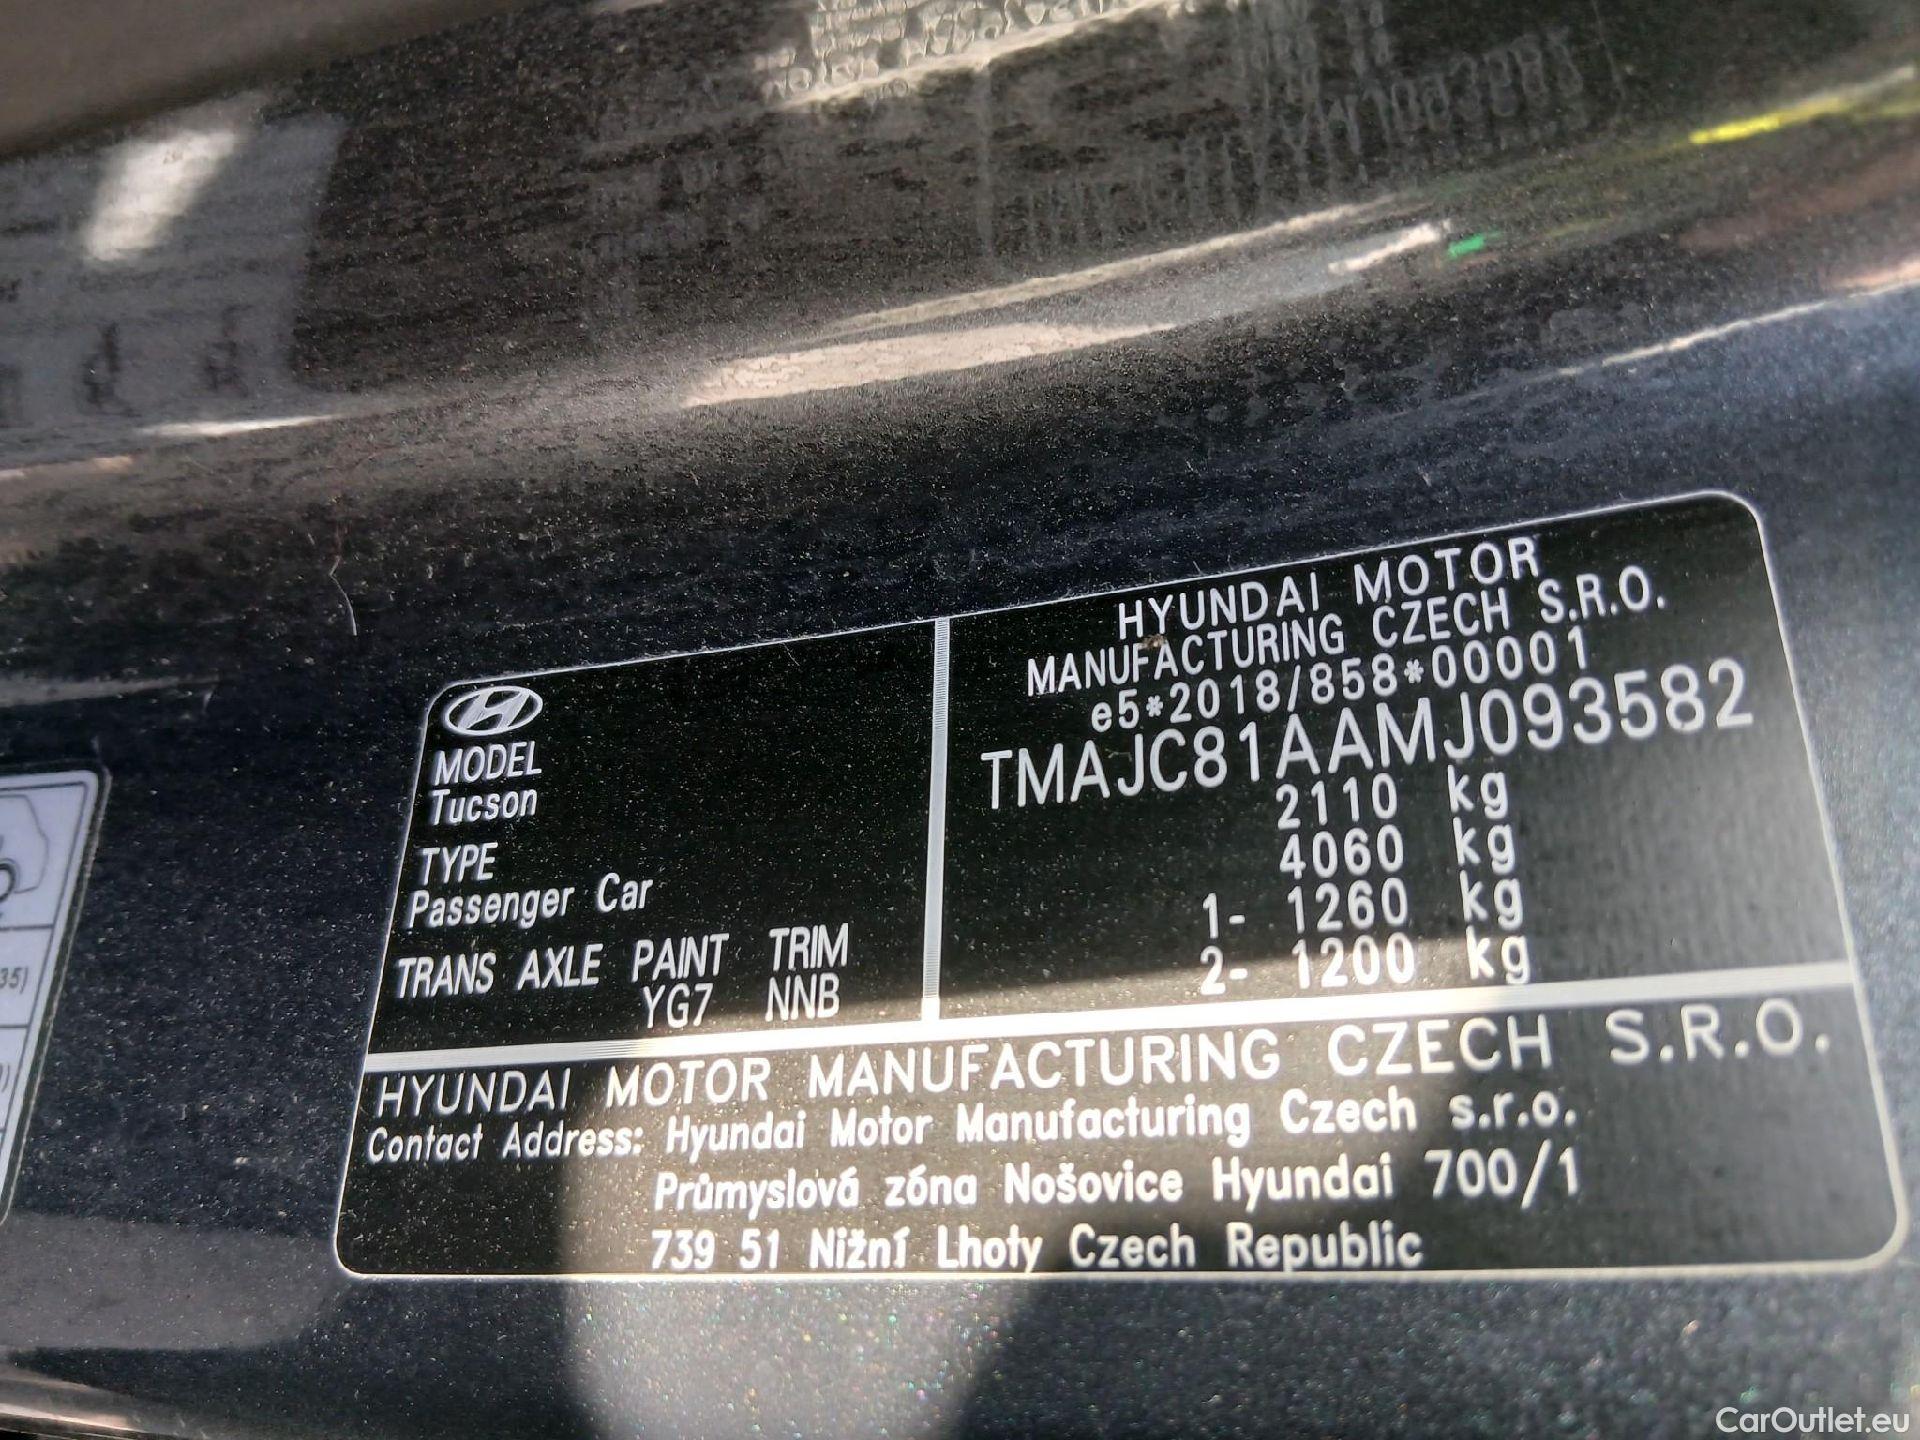 HYUNDAI MOTOR
MANUFACTURING CZECH S.R.O.
e5*2018/858*00001
TMAJC81AAMJ093582
2110 kg
4060 kg
1- 1260 kg
2- 1200 kg
MODEL
Tucson
TYPE
Passenger Car
TRANS AXLE PAINT TRIM
YG7 NNB
HYUNDAI MOTOR MANUFACTURING CZECH S.R.O.
Contact Address: Hyundai Motor Manufacturing Czech s.r.o.
Průmyslová zóna Nošovice Hyundai 700/1
739 51 Nižní Lhoty Czech Republic
35)
CarOutlet.eu